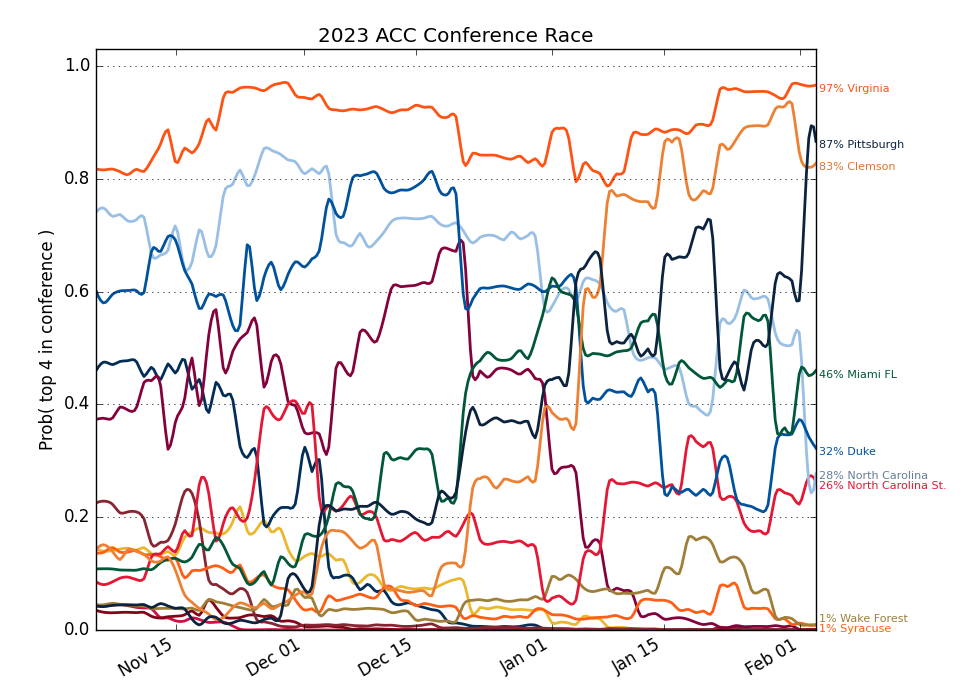 2023 ACC Conference Race
Prob( top 4 in conference )
1.0
0.8
0.6
0.4
0.2
0.0
Nov 15
Dec 01
Dec 15
Jan 01
Jan 15
Feb 01
97% Virginia
87% Pittsburgh
83% Clemson
46% Miami FL
32% Duke
28% North Carolina
26% North Carolina St.
1% Wake Forest
1% Syracuse